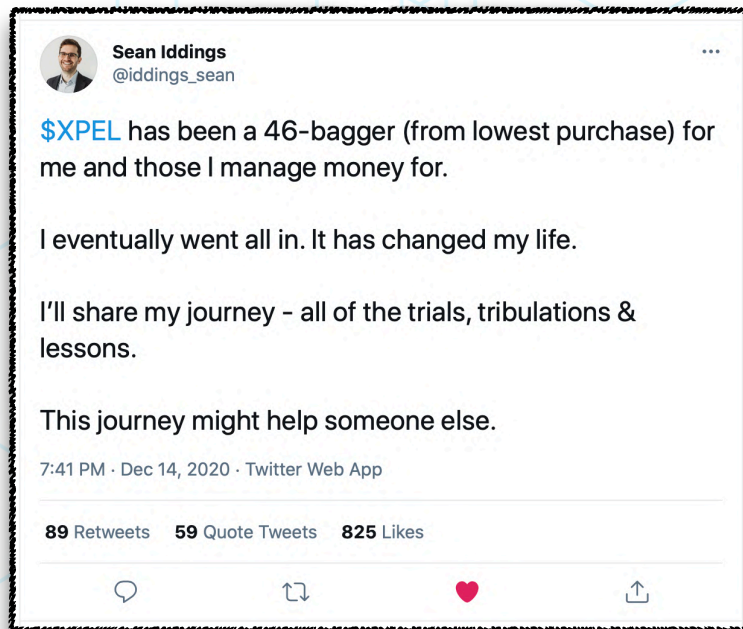 Sean Iddings
@iddings_sean
$XPEL has been a 46-bagger (from lowest purchase) for
me and those I manage money for.
I eventually went all in. It has changed my life.
I’ll share my journey - all of the trials, tribulations &
lessons.
This journey might help someone else.
7:41 PM · Dec 14, 2020 · Twitter Web App
89 Retweets 59 Quote Tweets 825 Likes